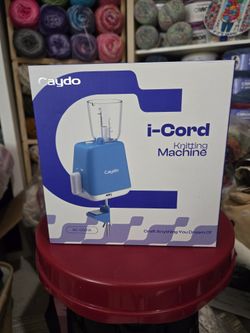 Caydo
i-Cord
Knitting
Machine
Caydo
Craft Anything You Dream Of